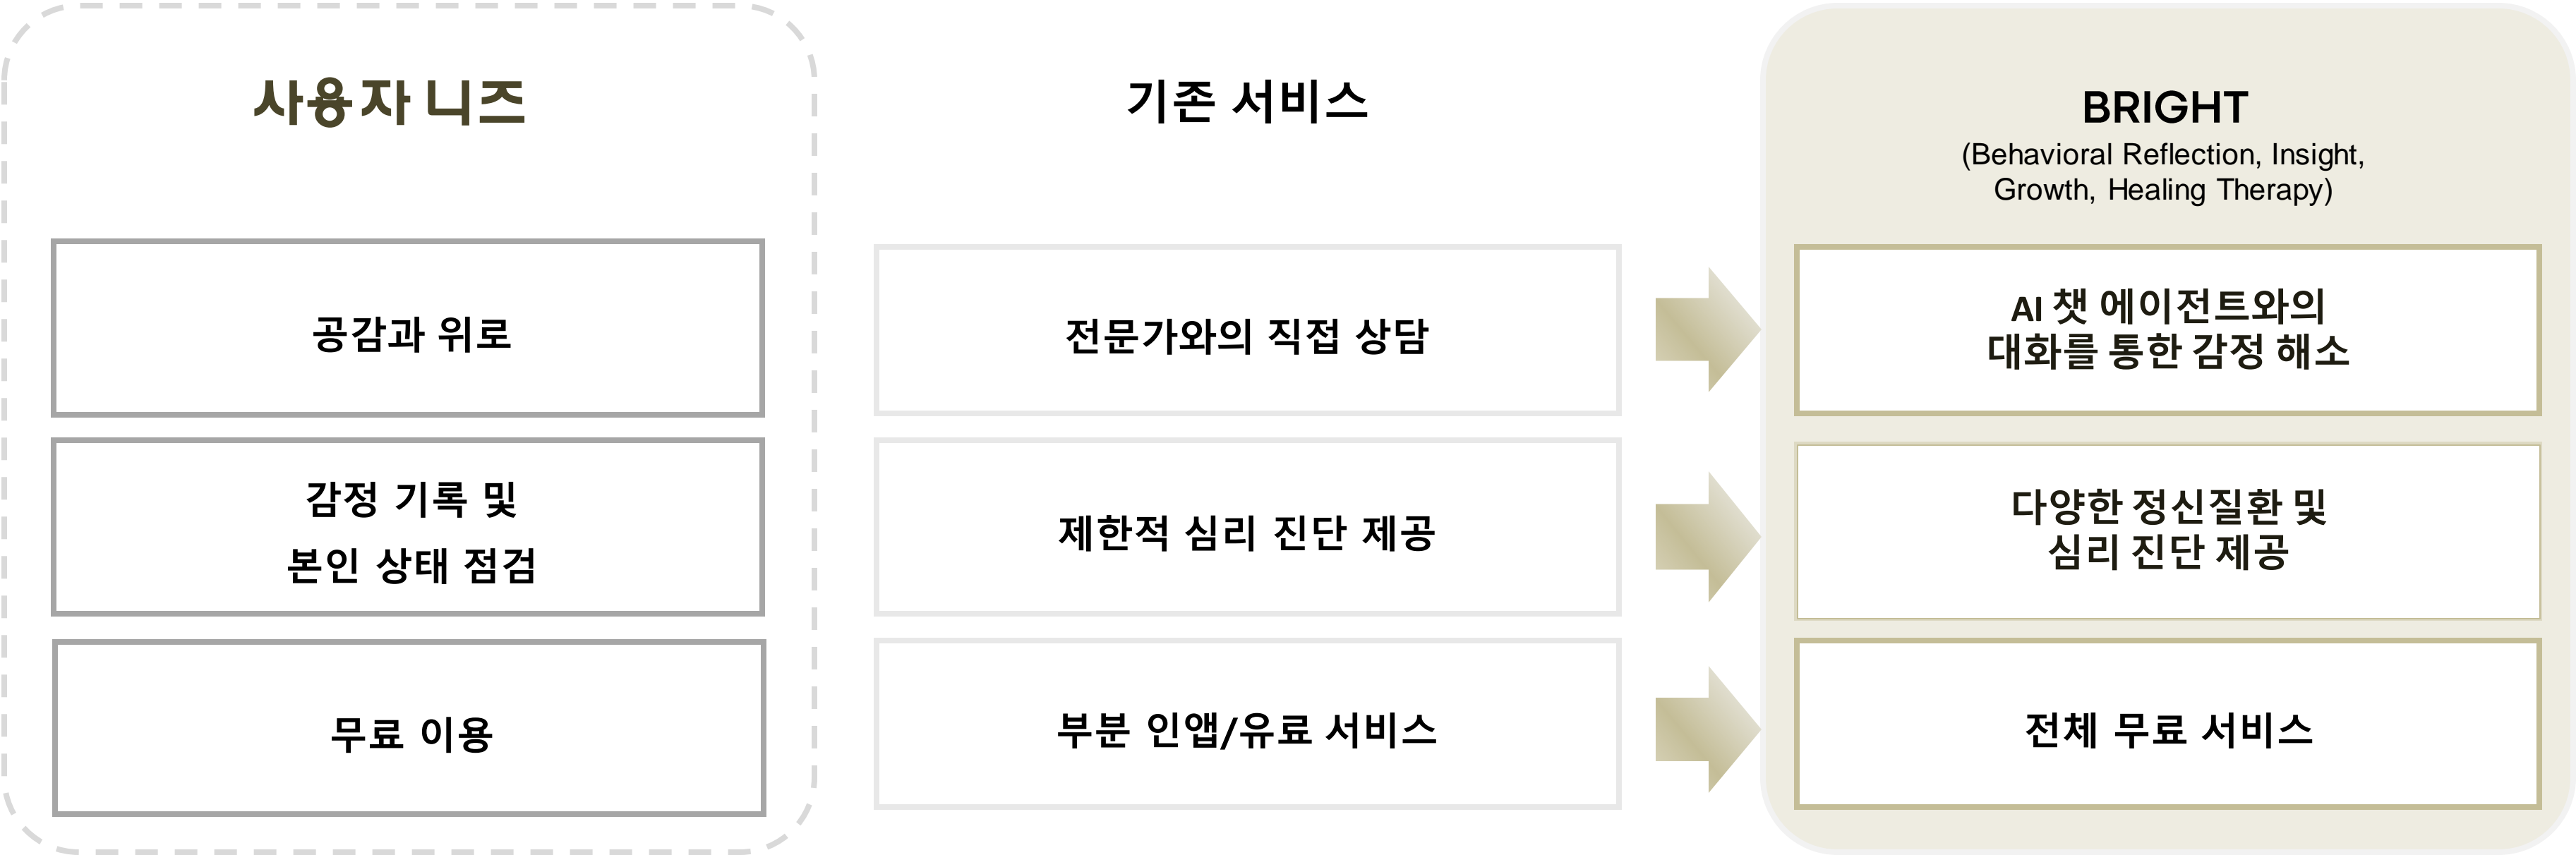 사용자 니즈
기존 서비스
BRIGHT
(Behavioral Reflection, Insight,
Growth, Healing Therapy)
공감과 위로
전문가와의 직접 상담
AI 챗 에이전트와의
대화를 통한 감정 해소
감정 기록 및
본인 상태 점검
제한적 심리 진단 제공
다양한 정신질환 및
심리 진단 제공
무료 이용
부분 인앱/유료 서비스
전체 무료 서비스